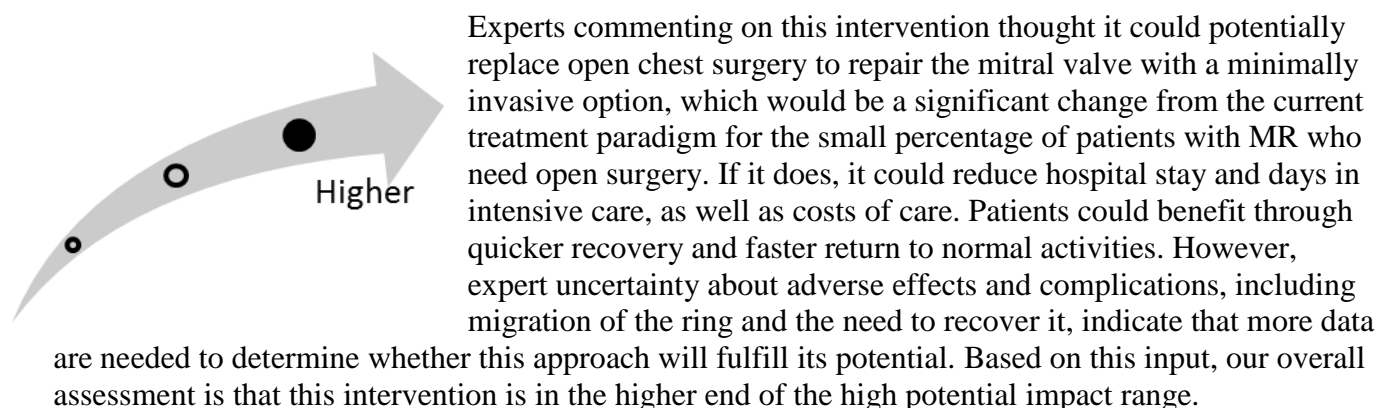 Experts commenting on this intervention thought it could potentially
replace open chest surgery to repair the mitral valve with a minimally
invasive option, which would be a significant change from the current
treatment paradigm for the small percentage of patients with MR who
need open surgery. If it does, it could reduce hospital stay and days in
Higher
intensive care, as well as costs of care. Patients could benefit through
quicker recovery and faster return to normal activities. However,
expert uncertainty about adverse effects and complications, including
migration of the ring and the need to recover it, indicate that more data
are needed to determine whether this approach will fulfill its potential. Based on this input, our overall
assessment is that this intervention is in the higher end of the high potential impact range.